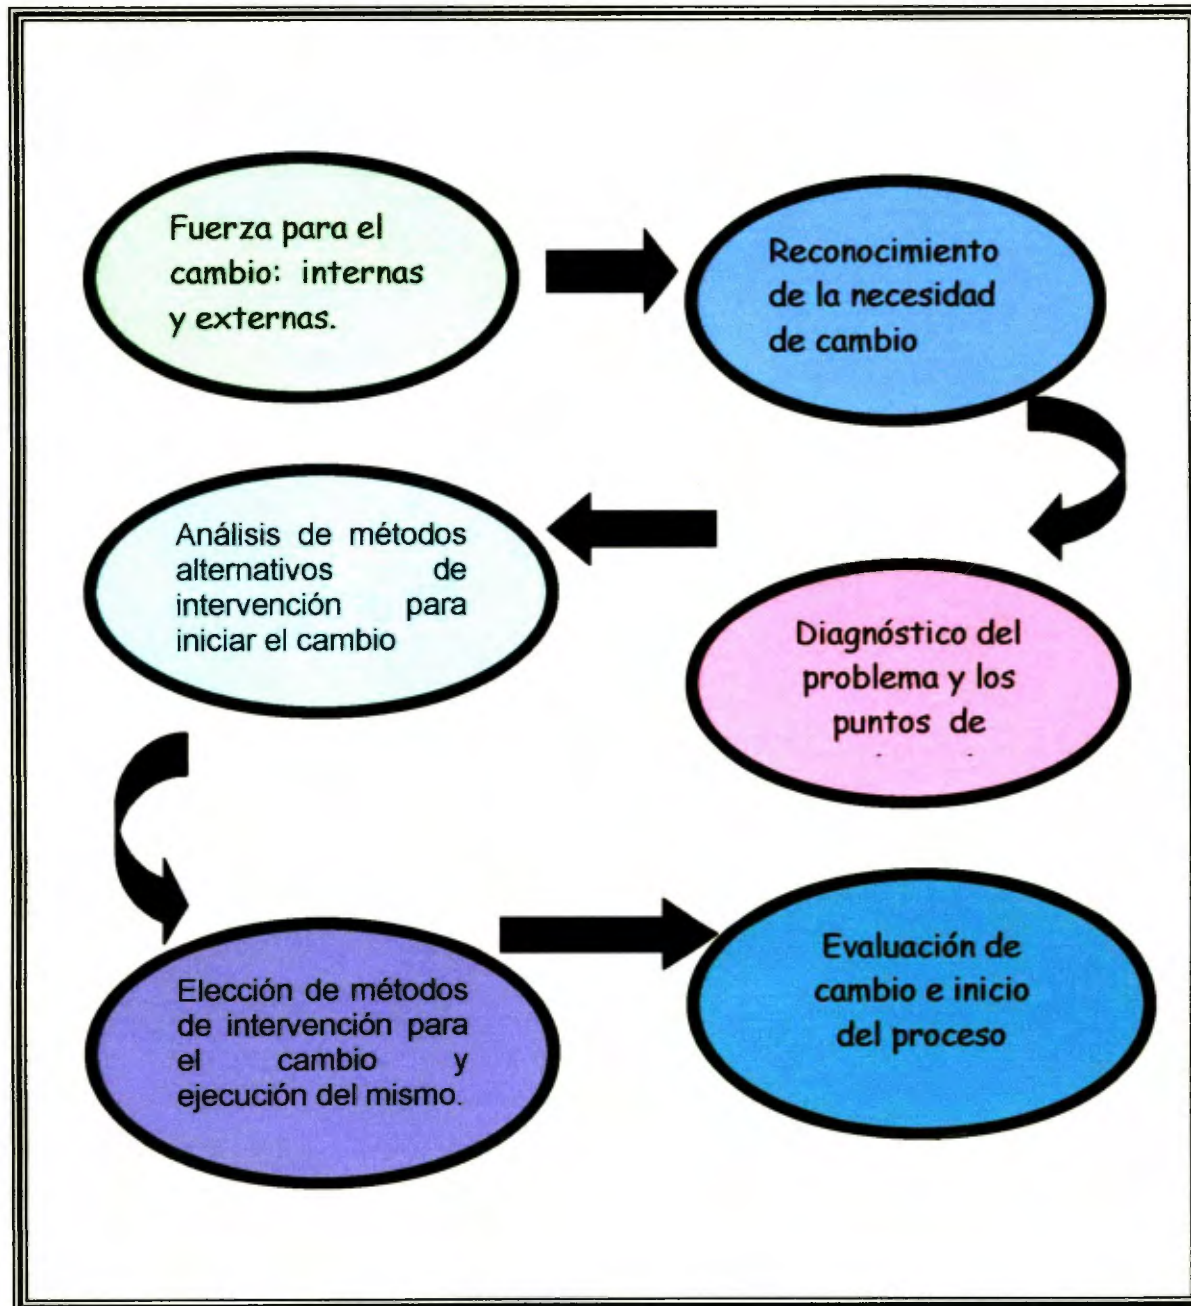 Fuerza para el
cambio: internas
y externas.
Reconocimiento
de la necesidad
de cambio
Diagnóstico del
problema y los
puntos de
Análisis de métodos
alternativos de
intervención para
iniciar el cambio
Elección de métodos
de intervención para
el cambio y
ejecución del mismo.
Evaluación de
cambio e inicio
del proceso